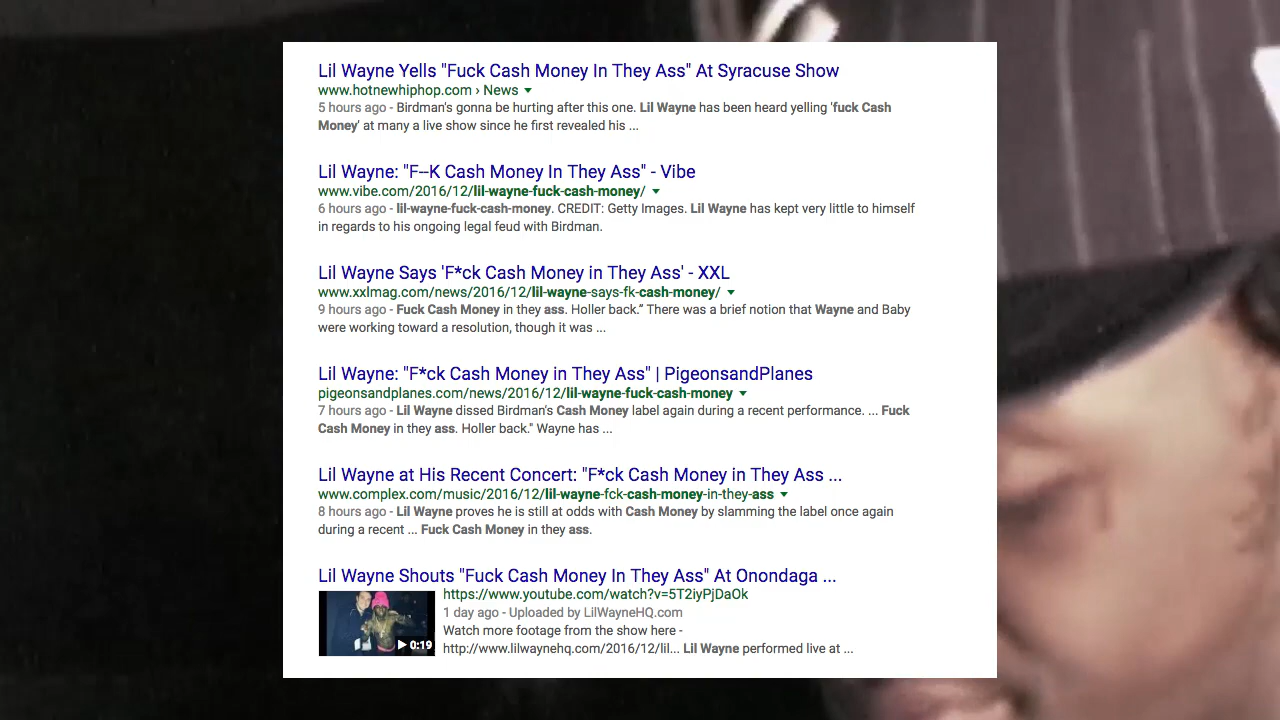 Lil Wayne Yells "Fuck Cash Money In They Ass" At Syracuse Show
www.hotnewhiphop.com › News
5 hours ago - Birdman's gonna be hurting after this one. Lil Wayne has been heard yelling 'fuck Cash
Money' at many a live show since he first revealed his ...
Lil Wayne: "F--K Cash Money In They Ass" - Vibe
www.vibe.com/2016/12/lil-wayne-fuck-cash-money/
6 hours ago - lil-wayne-fuck-cash-money. CREDIT: Getty Images. Lil Wayne has kept very little to himself
in regards to his ongoing legal feud with Birdman.
Lil Wayne Says 'F*ck Cash Money in They Ass' - XXL
www.xxlmag.com/news/2016/12/lil-wayne-says-fk-cash-money/
9 hours ago - Fuck Cash Money in they ass. Holler back.” There was a brief notion that Wayne and Baby
were working toward a resolution, though it was ...
Lil Wayne: "F*ck Cash Money in They Ass" | PigeonsandPlanes
pigeonsandplanes.com/news/2016/12/lil-wayne-fuck-cash-money
7 hours ago - Lil Wayne dissed Birdman's Cash Money label again during a recent performance. ... Fuck
Cash Money in they ass. Holler back." Wayne has ...
Lil Wayne at His Recent Concert: "F*ck Cash Money in They Ass ...
www.complex.com/music/2016/12/lil-wayne-fck-cash-money-in-they-ass
8 hours ago - Lil Wayne proves he is still at odds with Cash Money by slamming the label once again
during a recent ... Fuck Cash Money in they ass.
Lil Wayne Shouts "Fuck Cash Money In They Ass" At Onondaga ...
https://www.youtube.com/watch?v=5T2iyPjDaOk
1 day ago - Uploaded by LilWayneHQ.com
Watch more footage from the show here -
http://www.lilwaynehq.com/2016/12/lil... Lil Wayne performed live at ...
0:19